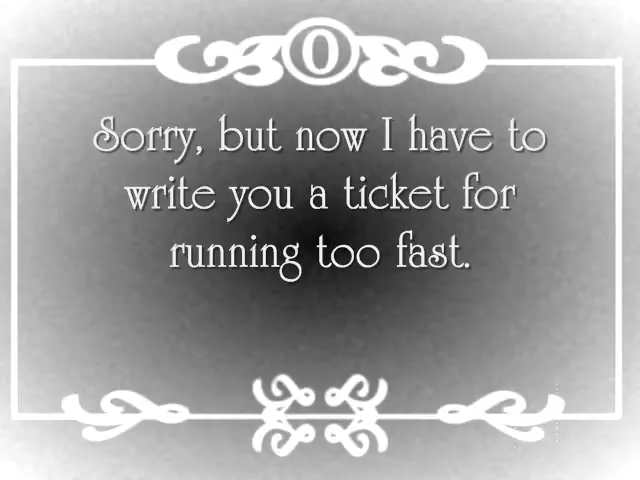 O
Sorry, but now I have to
write you a ticket for
running too fast.